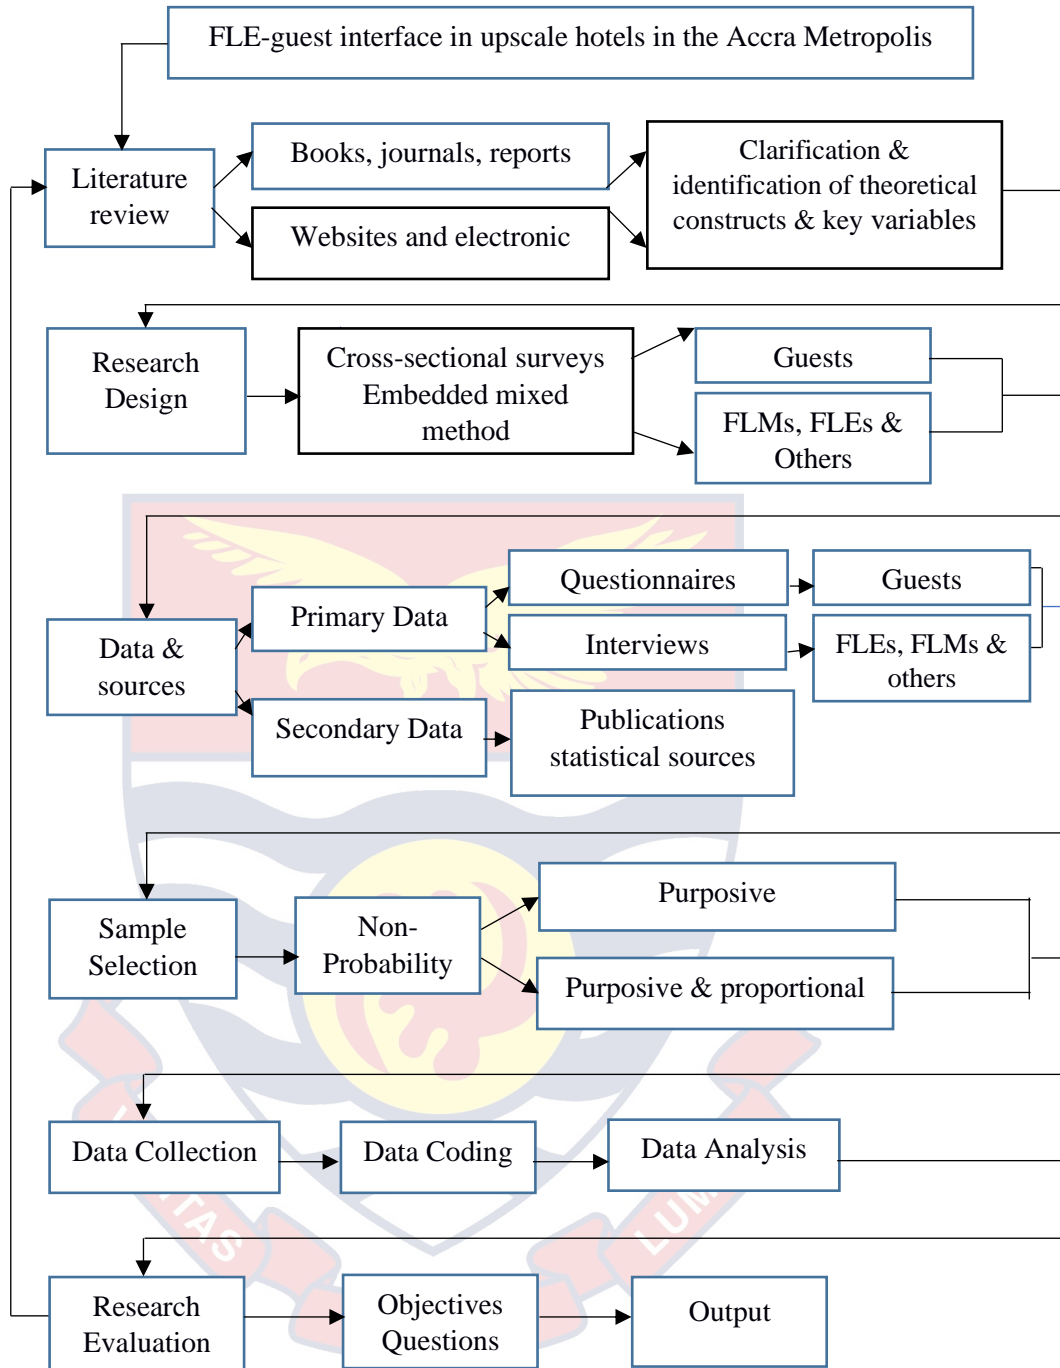 FLE-guest interface in upscale hotels in the Accra Metropolis
Literature
review
Books, journals, reports
Websites and electronic
Clarification &
identification of theoretical
constructs & key variables
Research
Design
Cross-sectional surveys
Embedded mixed
method
Guests
FLMs, FLEs &
Others
Data &
sources
Primary Data
Questionnaires
Guests
Interviews
FLEs, FLMs &
others
Secondary Data
Publications
statistical sources
Sample
Selection
Non-
Probability
Purposive
Purposive & proportional
Data Collection
Data Coding
Data Analysis
Research
Evaluation
Objectives
Questions
Output